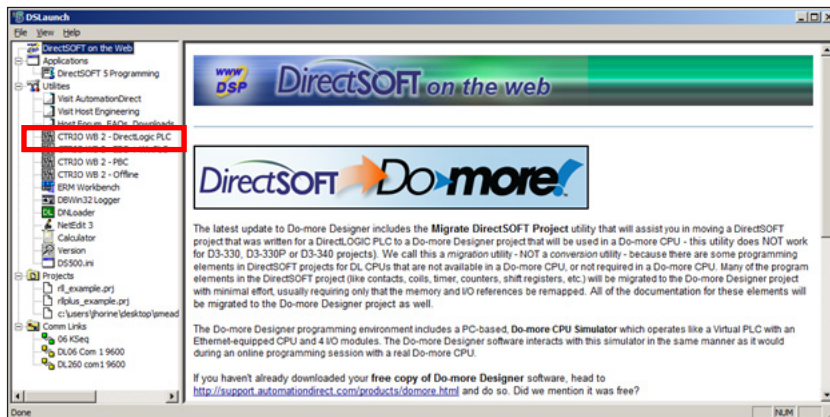 DSLaunch
File View Help
DirectSOFT on the Web
Applications
DirectSOFT 5 Programming
Utilities
Visit AutomationDirect
Visit Host Engineering
Host Forum, FAQs, Downloads
CTRIO WB 2 - DirectLogic PLC
CTRIO WB 2 - PBC
CTRIO WB 2 - Offline
ERM Workbench
DBWin32 Logger
DNLoader
NetEdit 3
Calculator
Version
DS500.ini
Projects
rll_example.prj
rllplus_example.prj
c:\users\jhorine\desktop\smead
Comm Links
06 KSeq
DL06 Com 1 9600
DL260 com1 9600
www
DSP
DirectSOFT on the web
DirectSOFT Do-more!
The latest update to Do-more Designer includes the Migrate DirectSOFT Project utility that will assist you in moving a DirectSOFT
project that was written for a DirectLOGIC PLC to a Do-more Designer project that will be used in a Do-more CPU - this utility does NOT work
for D3-330, D3-330P or D3-340 projects). We call this a migration utility - NOT a conversion utility - because there are some programming
elements in DirectSOFT projects for DL CPUs that are not available in a Do-more CPU, or not required in a Do-more CPU. Many of the program
elements in the DirectSOFT project (like contacts, coils, timer, counters, shift registers, etc.) will be migrated to the Do-more Designer project
with minimal effort, usually requiring only that the memory and I/O references be remapped. All of the documentation for these elements will
be migrated to the Do-more Designer project as well.
The Do-more Designer programming environment includes a PC-based, Do-more CPU Simulator which operates like a Virtual PLC with an
Ethernet-equipped CPU and 4 I/O modules. The Do-more Designer software interacts with this simulator in the same manner as it would
during an online programming session with a real Do-more CPU.
If you haven't already downloaded your free copy of Do-more Designer software, head to
http://support.automationdirect.com/products/domore.html and do so. Did we mention it was free?
Done
NUM